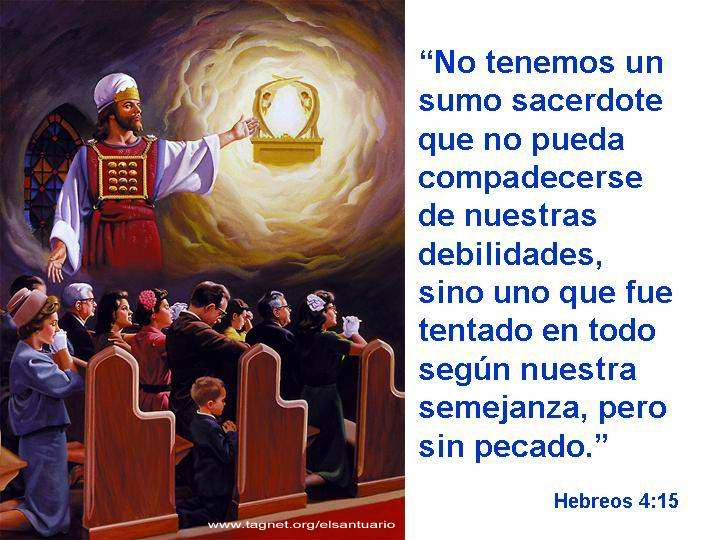 “No tenemos un
sumo sacerdote
que no pueda
compadecerse
de nuestras
debilidades,
sino uno que fue
tentado en todo
según nuestra
semejanza, pero
sin pecado.”
Hebreos 4:15
www.tagnet.org/elsantuario